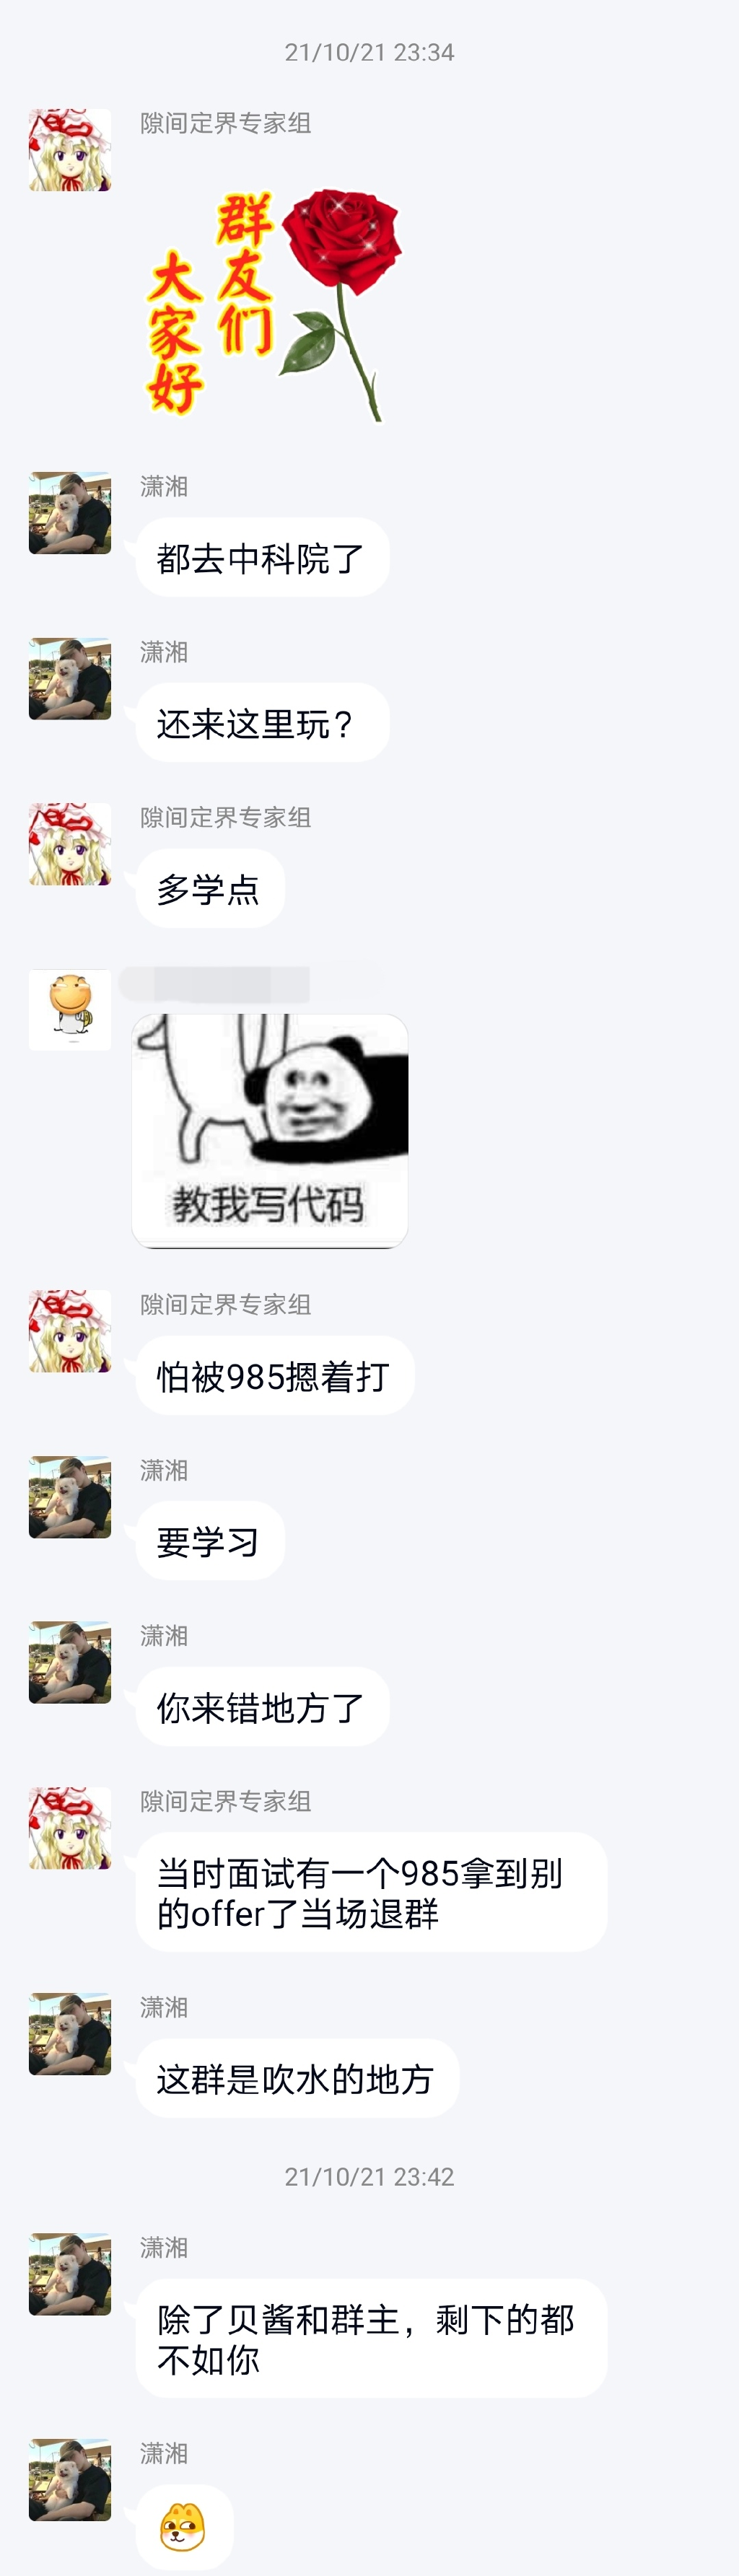 21/10/21 23:34
隙间定界专家组
群友们
大家好
潇湘
都去中科院了
潇湘
还来这里玩？
隙间定界专家组
多学点
教我写代码
隙间定界专家组
怕被985摁着打
潇湘
要学习
潇湘
你来错地方了
隙间定界专家组
当时面试有一个985拿到别
的offer了当场退群
潇湘
这群是吹水的地方
21/10/21 23:42
潇湘
除了贝酱和群主，剩下的都
不如你
潇湘